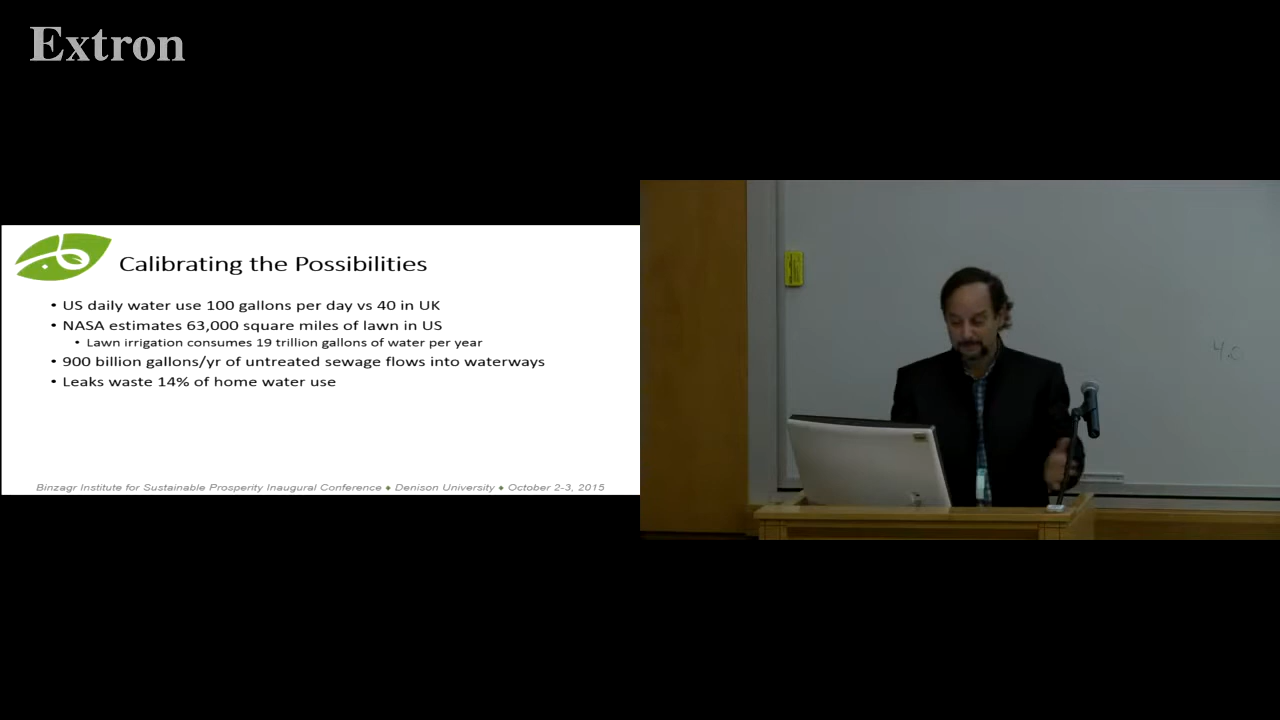 Extron
Calibrating the Possibilities
• US daily water use 100 gallons per day vs 40 in UK
• NASA estimates 63,000 square miles of lawn in US
• Lawn irrigation consumes 19 trillion gallons of water per year
• 900 billion gallons/yr of untreated sewage flows into waterways
• Leaks waste 14% of home water use
Binzagr Institute for Sustainable Prosperity Inaugural Conference ♦ Denison University ♦ October 2-3, 2015